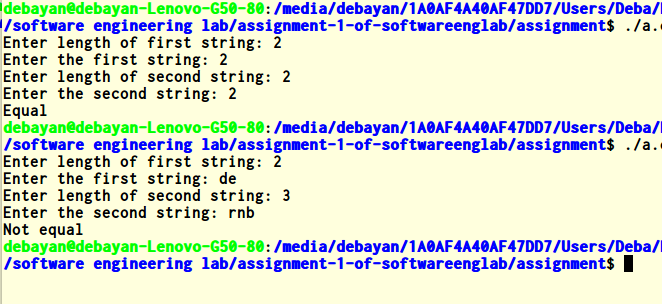 debayan@debayan-Lenovo-G50-80:/media/debayan/1A0AF4A40AF47DD7/Users/Deba/
/software engineering lab/assignment-1-of-softwareenglab/assignment$ ./a.
Enter length of first string: 2
Enter the first string: 2
Enter length of second string: 2
Enter the second string: 2
Equal
debayan@debayan-Lenovo-G50-80:/media/debayan/1A0AF4A40AF47DD7/Users/Deba/
/software engineering lab/assignment-1-of-softwareenglab/assignment$ ./a.
Enter length of first string: 2
Enter the first string: de
Enter length of second string: 3
Enter the second string: rnb
Not equal
debayan@debayan-Lenovo-G50-80:/media/debayan/1A0AF4A40AF47DD7/Users/Deba/
/software engineering lab/assignment-1-of-softwareenglab/assignment$